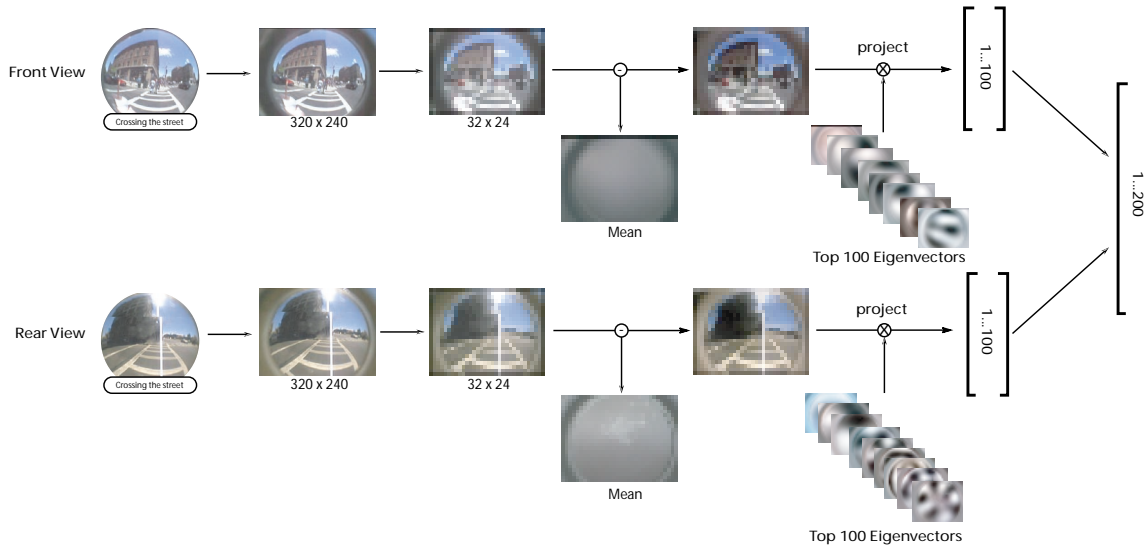 Front View
Crossing the street
320 x 240
32 x 24
-
Mean
project
Top 100 Eigenvectors
1...100
1...200
Rear View
Crossing the street
320 x 240
32 x 24
-
Mean
project
Top 100 Eigenvectors
1...100